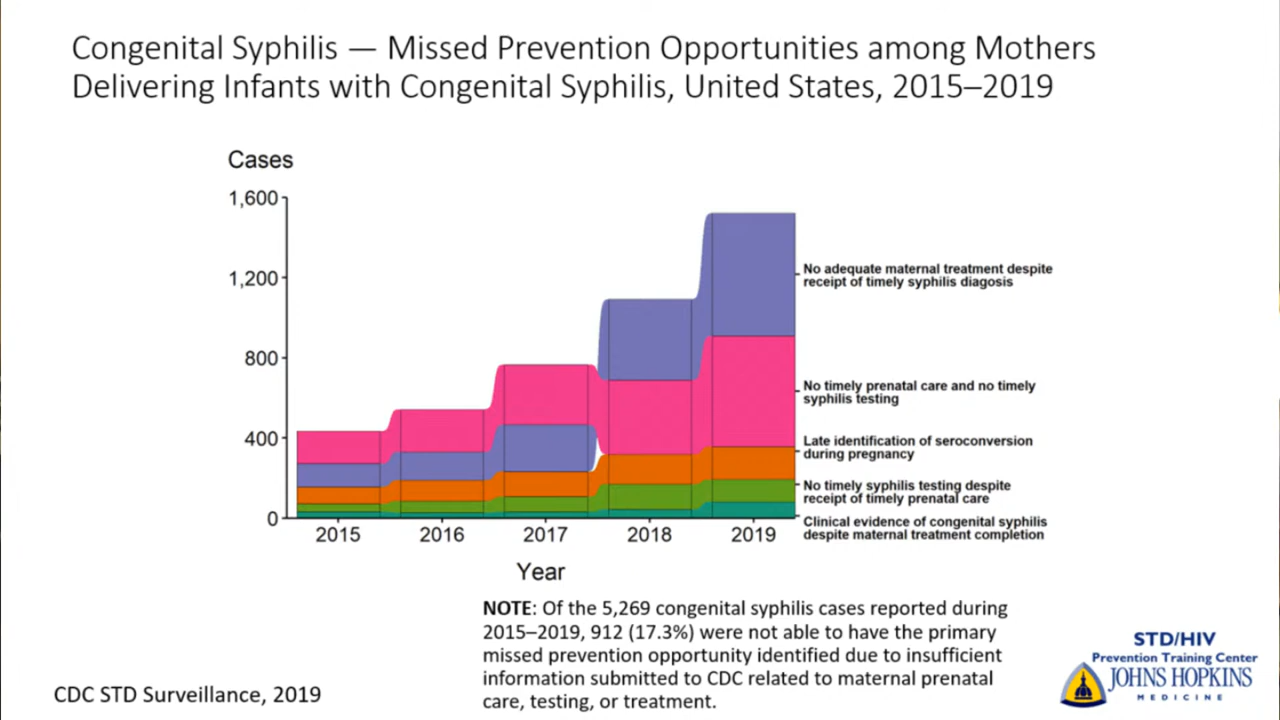 Congenital Syphilis — Missed Prevention Opportunities among Mothers
Delivering Infants with Congenital Syphilis, United States, 2015–2019
Cases
1,600
1,200
800
400
0
No adequate maternal treatment despite
receipt of timely syphilis diagosis
No timely prenatal care and no timely
syphilis testing
Late identification of seroconversion
during pregnancy
No timely syphilis testing despite
receipt of timely prenatal care
Clinical evidence of congenital syphilis
despite maternal treatment completion
2015 2016 2017 2018 2019
Year
NOTE: Of the 5,269 congenital syphilis cases reported during
2015–2019, 912 (17.3%) were not able to have the primary
missed prevention opportunity identified due to insufficient
information submitted to CDC related to maternal prenatal
care, testing, or treatment.
CDC STD Surveillance, 2019
STD/HIV
Prevention Training Center
JOHNS HOPKINS
MEDICINE